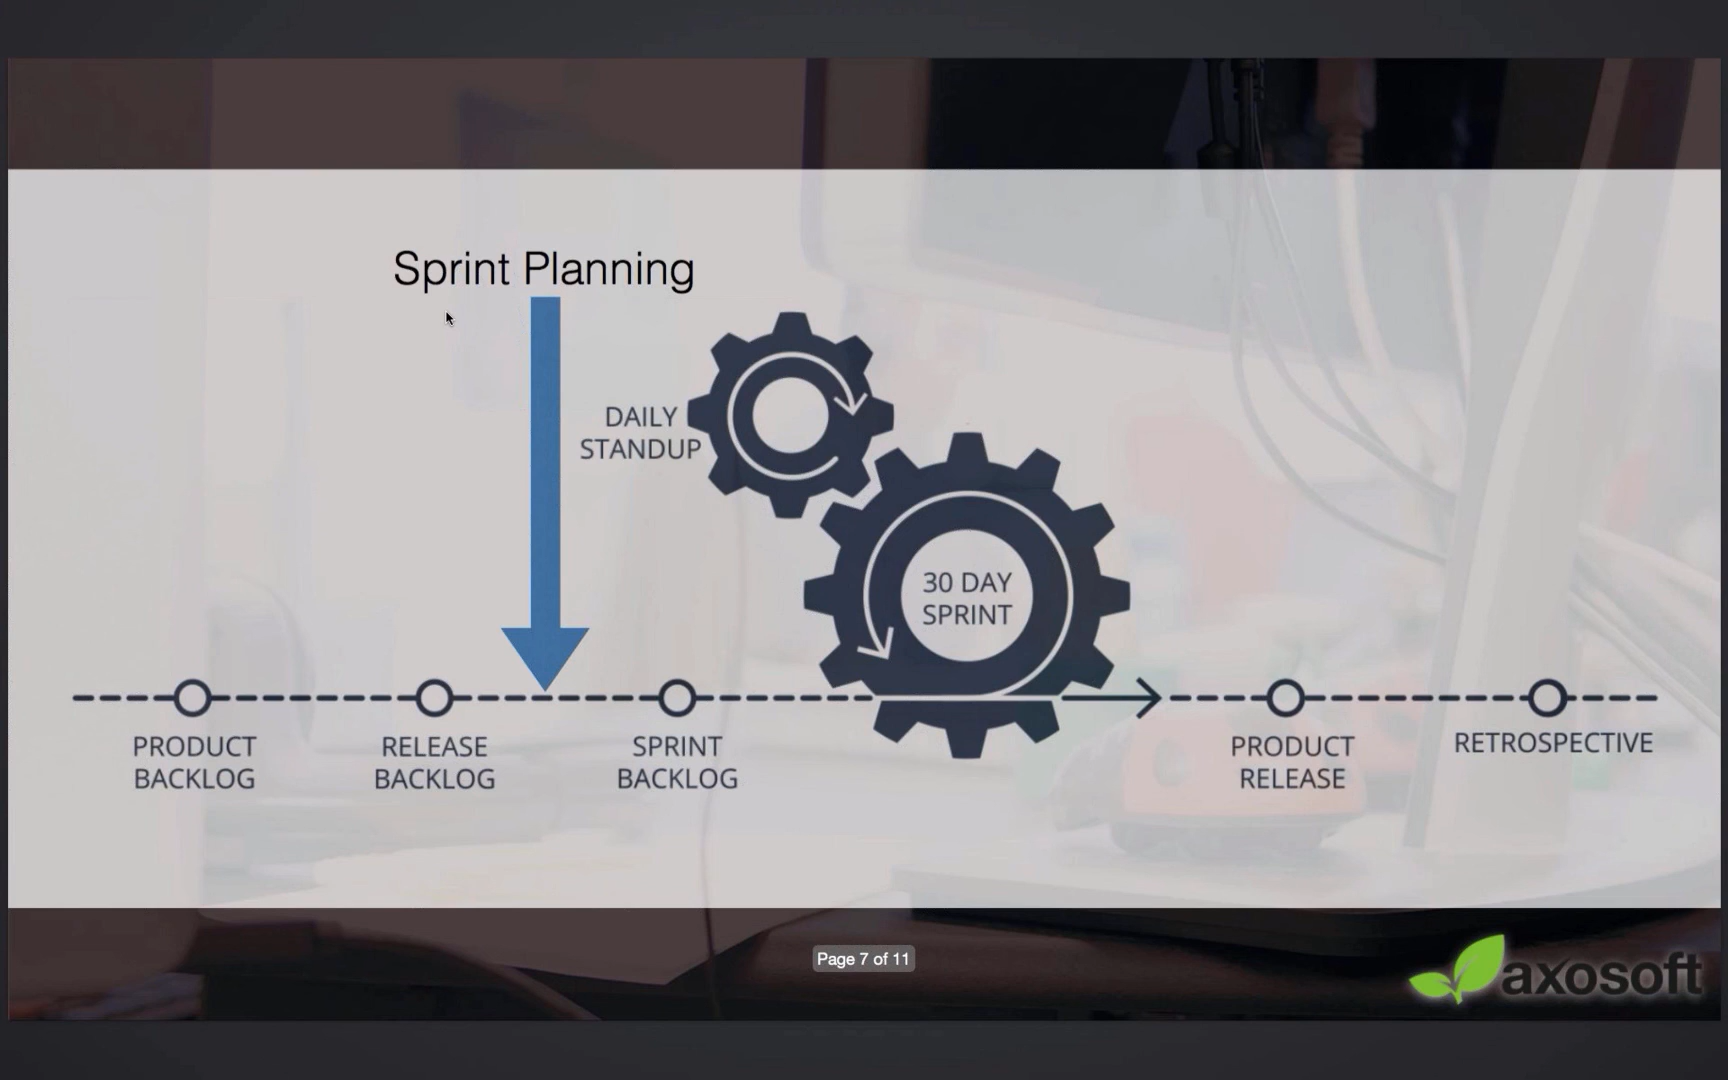 Sprint Planning
DAILY
STANDUP
30 DAY
SPRINT
PRODUCT
BACKLOG
RELEASE
BACKLOG
SPRINT
BACKLOG
PRODUCT
RELEASE
RETROSPECTIVE
Page 7 of 11
axosoft